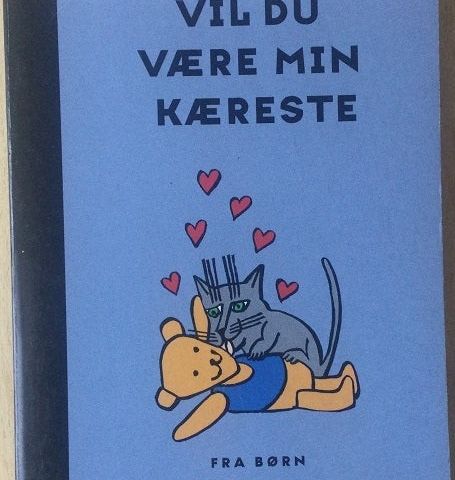 VIL DU
VÆRE MIN
KÆRESTE
FRA BØRN